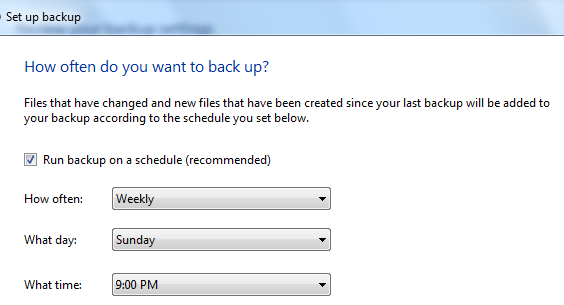 Set up backup
How often do you want to back up?
Files that have changed and new files that have been created since your last backup will be added to
your backup according to the schedule you set below.
Run backup on a schedule (recommended)
How often: Weekly
What day: Sunday
What time: 9:00 PM